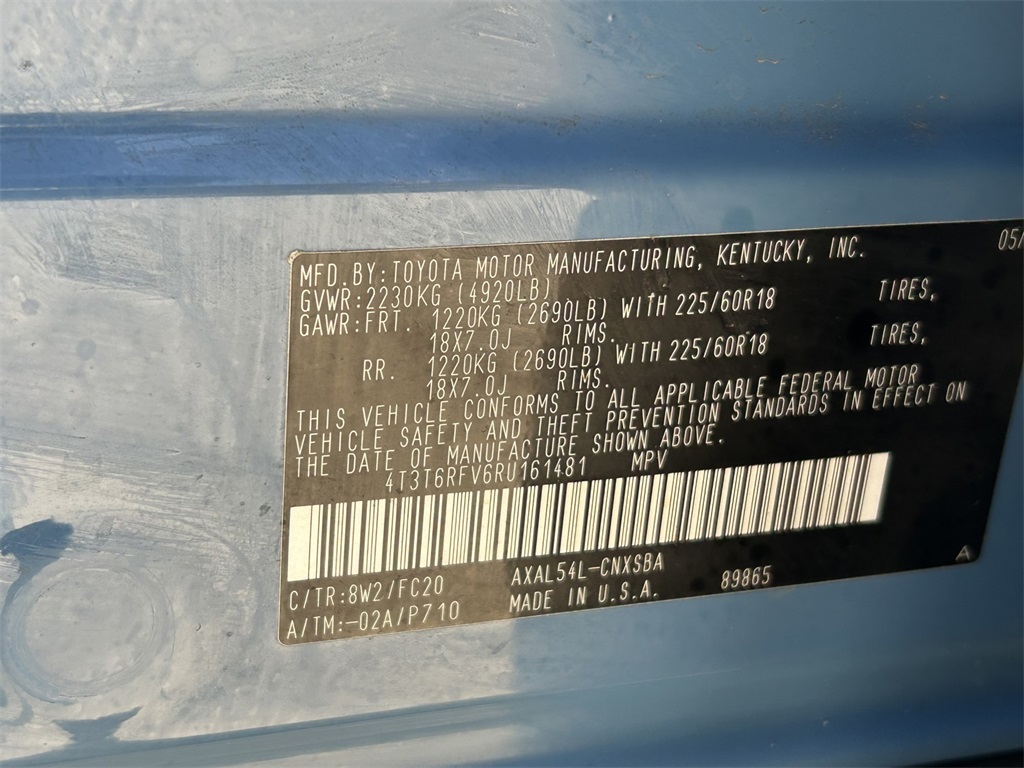 MFD.BY:TOYOTA MOTOR MANUFACTURING, KENTUCKY, INC. 05/
GVWR:2230KG (4920LB)
GAWR:FRT. 1220KG (2690LB) WITH 225/60R18 TIRES,
18X7.0J RIMS.
RR. 1220KG (2690LB) WITH 225/60R18 TIRES,
18X7.0J RIMS.
THIS VEHICLE CONFORMS TO ALL APPLICABLE FEDERAL MOTOR
VEHICLE SAFETY AND THEFT PREVENTION STANDARDS IN EFFECT ON
THE DATE OF MANUFACTURE SHOWN ABOVE.
4T3T6RFV6RU161481 MPV
C/TR:8W2/FC20 AXAL54L-CNXSBA 89865 A
A/TM:-02A/P710 MADE IN U.S.A.